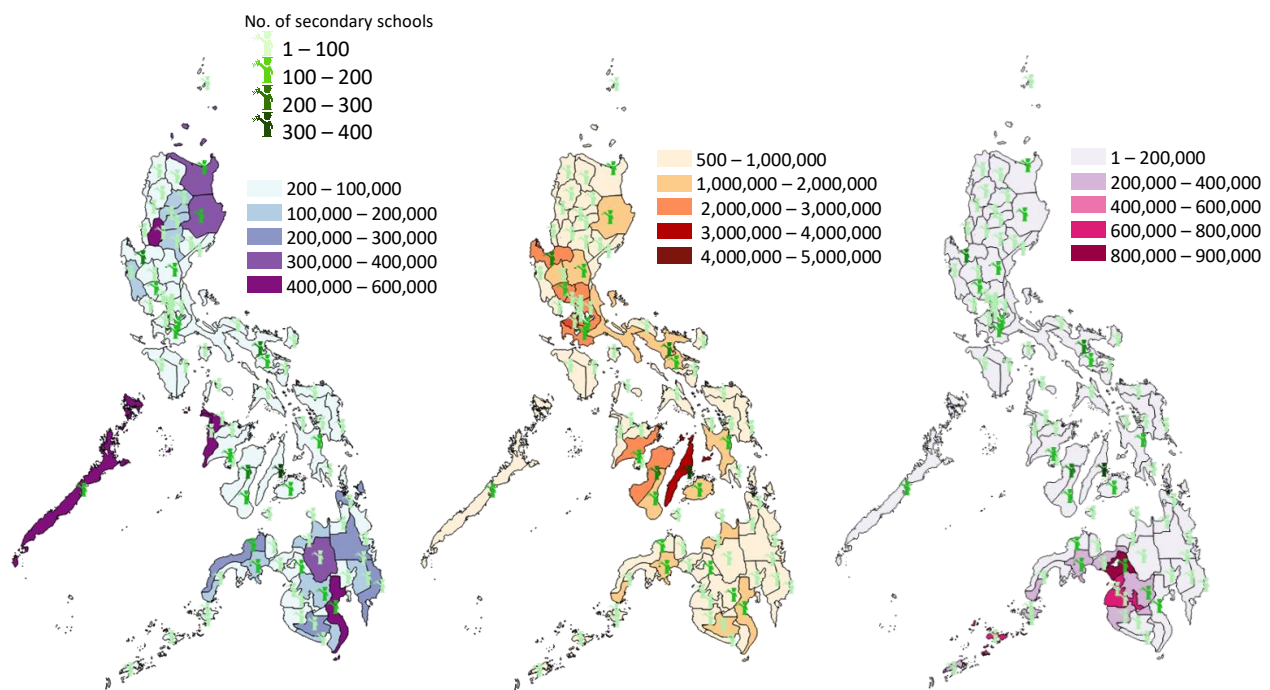 No. of secondary schools
1 – 100
100 – 200
200 – 300
300 – 400
200 – 100,000
100,000 – 200,000
200,000 – 300,000
300,000 – 400,000
400,000 – 600,000
500 – 1,000,000
1,000,000 – 2,000,000
2,000,000 – 3,000,000
3,000,000 – 4,000,000
4,000,000 – 5,000,000
1 – 200,000
200,000 – 400,000
400,000 – 600,000
600,000 – 800,000
800,000 – 900,000